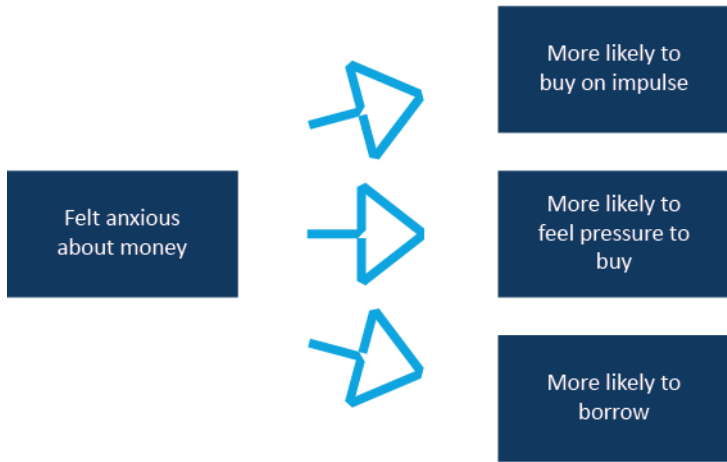 Felt anxious
about money
More likely to
buy on impulse
More likely to
feel pressure to
buy
More likely to
borrow